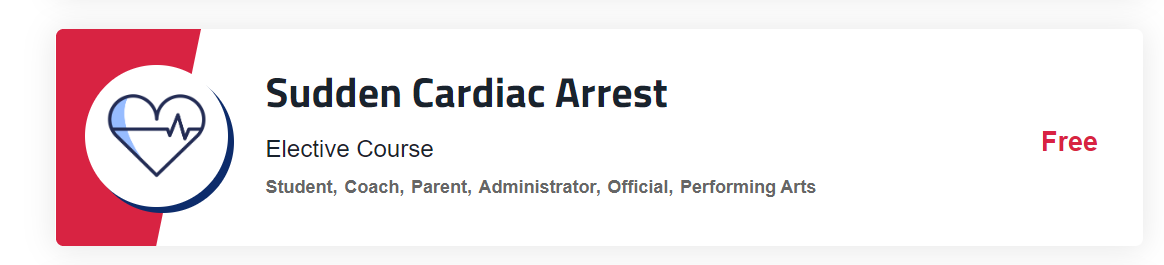 Sudden Cardiac Arrest
Elective Course
Free
Student, Coach, Parent, Administrator, Official, Performing Arts